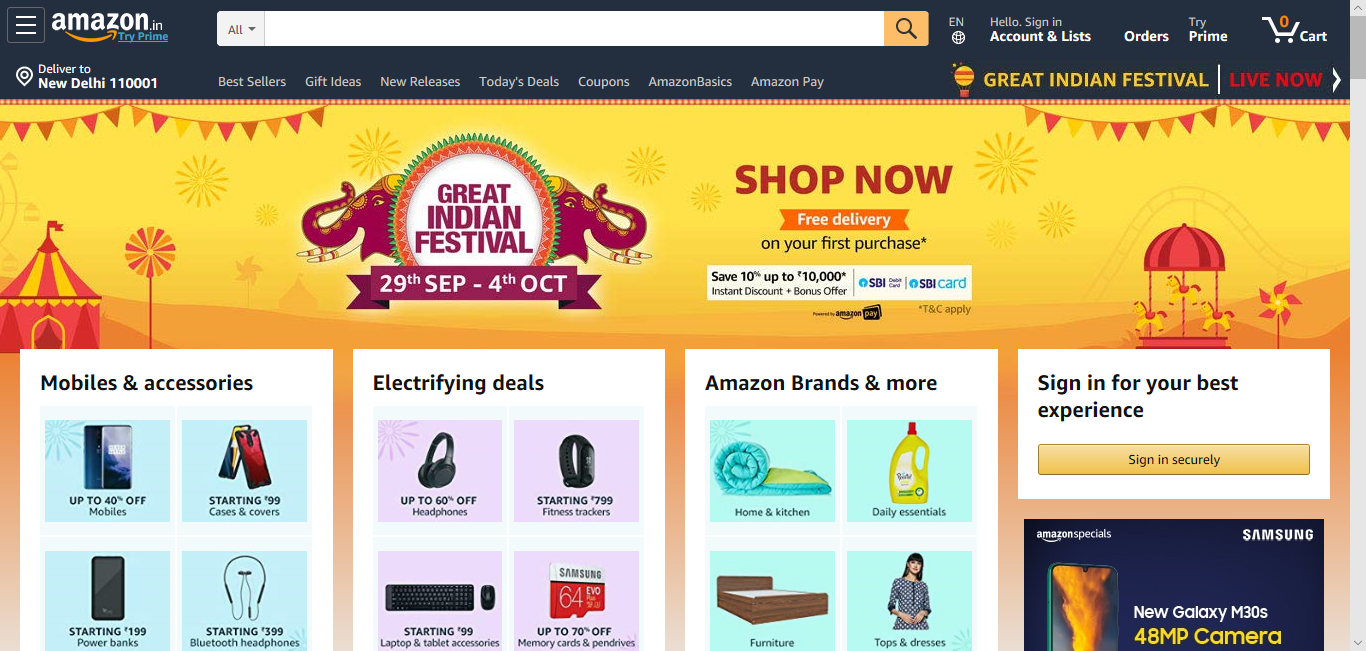 amazon.in
Try Prime
All
EN
Hello. Sign in
Account & Lists
Orders
Try
Prime
0
Cart
Deliver to
New Delhi 110001
Best Sellers
Gift Ideas
New Releases
Today's Deals
Coupons
AmazonBasics
Amazon Pay
GREAT INDIAN FESTIVAL
LIVE NOW
GREAT
INDIAN
FESTIVAL
29th SEP - 4th OCT
SHOP NOW
Free delivery
on your first purchase*
Save 10% up to ₹10,000*
Instant Discount + Bonus Offer
SBI Debit Card
SBI card
Powered by amazon pay
*T&C apply
Mobiles & accessories
UP TO 40% OFF
Mobiles
STARTING ₹99
Cases & covers
STARTING ₹199
Power banks
STARTING ₹399
Bluetooth headphones
Electrifying deals
UP TO 60% OFF
Headphones
STARTING ₹799
Fitness trackers
STARTING ₹99
Laptop & tablet accessories
SAMSUNG
64 EVO
Plus
UP TO 70% OFF
Memory cards & pendrives
Amazon Brands & more
Home & kitchen
Daily essentials
Furniture
Tops & dresses
Sign in for your best
experience
Sign in securely
amazonspecials
SAMSUNG
New Galaxy M30s
48MP Camera